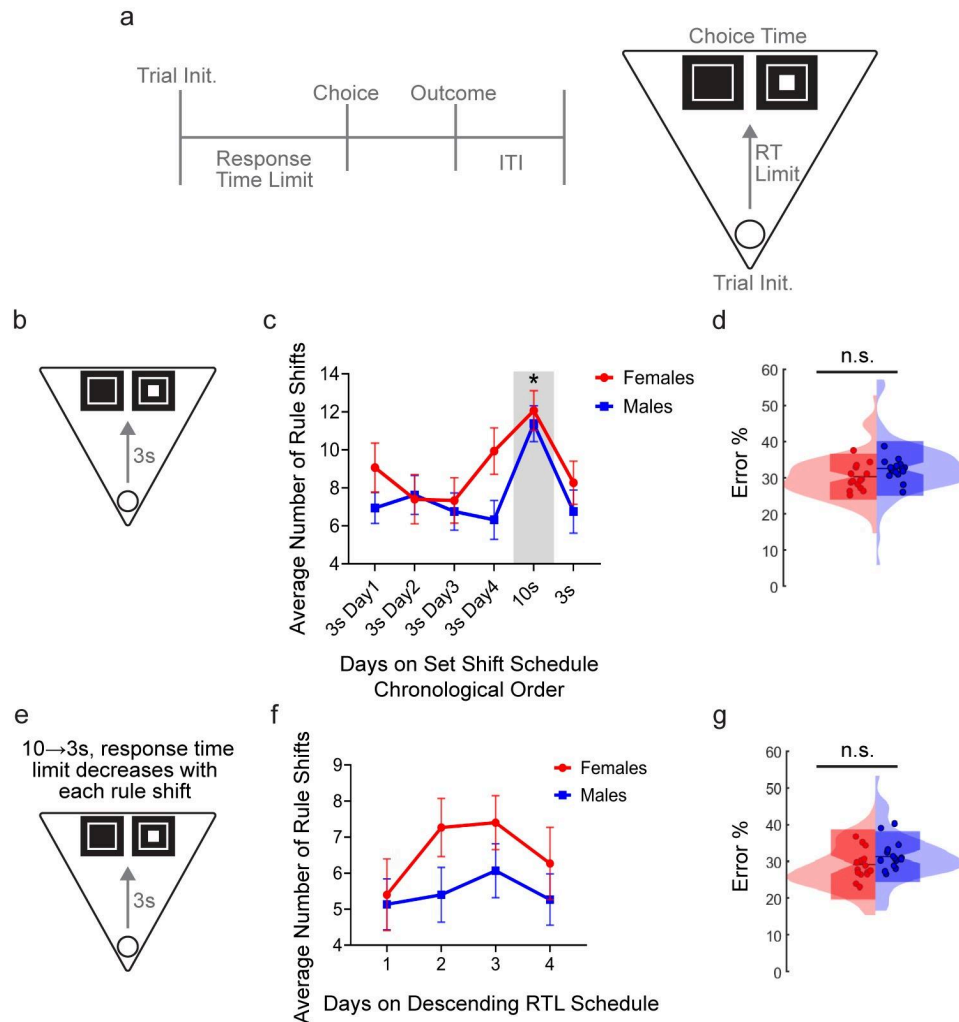 a
Trial Init.
Choice
Outcome
Response
Time Limit
ITI
Choice Time
RT
Limit
Trial Init.
b
3s
c
Average Number of Rule Shifts
14
12
10
8
6
4
*
Females
Males
3s Day1
3s Day2
3s Day3
3s Day4
10s
3s
Days on Set Shift Schedule
Chronological Order
d
n.s.
Error %
60
50
40
30
20
10
0
e
10→3s, response time
limit decreases with
each rule shift
3s
f
Average Number of Rule Shifts
9
8
7
6
5
4
Females
Males
1 2 3 4
Days on Descending RTL Schedule
g
n.s.
Error %
60
50
40
30
20
10
0